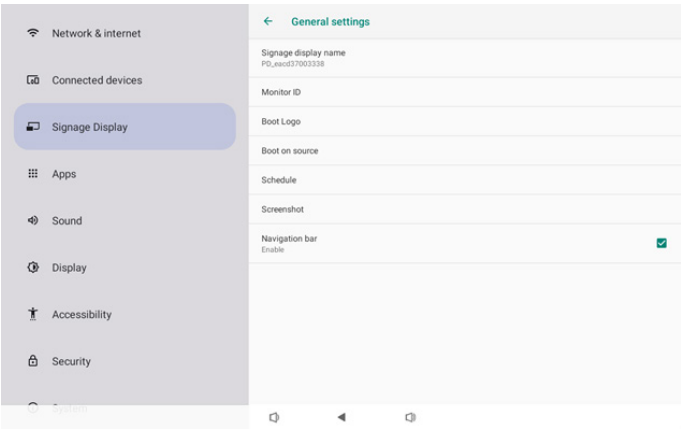 Network & internet
Connected devices
Signage Display
Apps
Sound
Display
Accessibility
Security
System
General settings
Signage display name
PD_eacd37003338
Monitor ID
Boot Logo
Boot on source
Schedule
Screenshot
Navigation bar
Enable